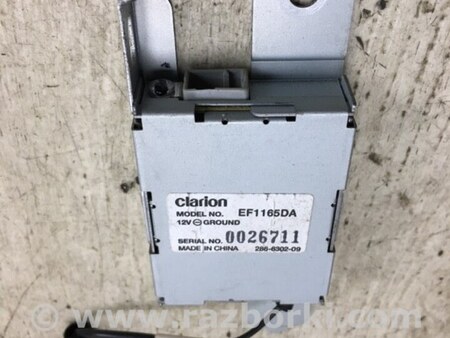 clarion
MODEL NO. EF1165DA
12V ⊖ GROUND
SERIAL NO. 0026711
MADE IN CHINA 286-6302-09
© www.razborki.com